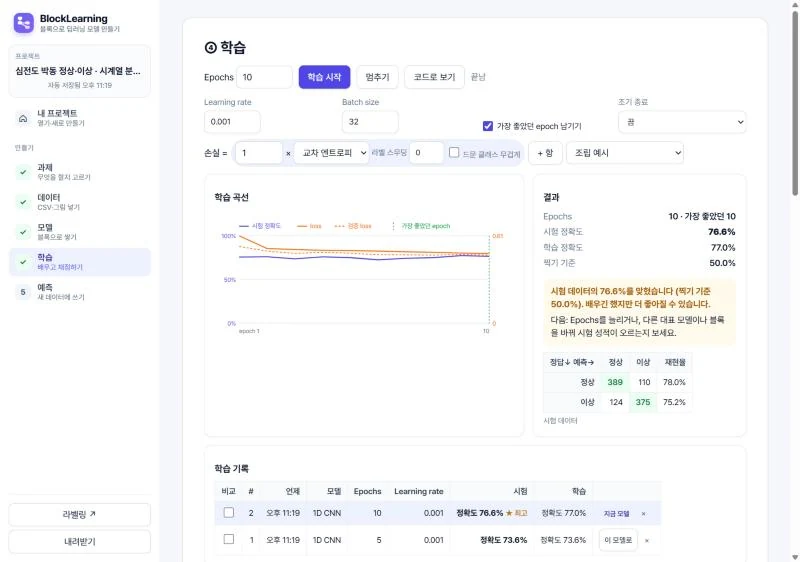 BlockLearning
블록으로 딥러닝 모델 만들기
프로젝트
심전도 박동 정상·이상 · 시계열 분...
자동 저장됨 오후 11:19
내 프로젝트
열기·새로 만들기
만들기
과제
무엇을 할지 고르기
데이터
CSV·그림 넣기
모델
블록으로 쌓기
학습
배우고 채점하기
5 예측
새 데이터에 쓰기
라벨링 ↗
내려받기
④ 학습
Epochs 10 학습 시작 멈추기 코드로 보기 끝남
Learning rate Batch size 조기 종료
0.001 32 가장 좋았던 epoch 남기기 끔
손실 = 1 × 교차 엔트로피 라벨 스무딩 0 드문 클래스 무겁게 + 항 조립 예시
학습 곡선
시험 정확도 loss 검증 loss 가장 좋았던 epoch
100% 0.61
50%
0% 0
epoch 1 10
결과
Epochs 10 · 가장 좋았던 10
시험 정확도 76.6%
학습 정확도 77.0%
찍기 기준 50.0%
시험 데이터의 76.6%를 맞혔습니다 (찍기 기준
50.0%). 배우긴 했지만 더 좋아질 수 있습니다.
다음: Epochs를 늘리거나, 다른 대표 모델이나 블록
을 바꿔 시험 성적이 오르는지 보세요.
정답↓ 예측→ 정상 이상 재현율
정상 389 110 78.0%
이상 124 375 75.2%
시험 데이터
학습 기록
비교 # 언제 모델 Epochs Learning rate 시험 학습
2 오후 11:19 1D CNN 10 0.001 정확도 76.6% ★ 최고 정확도 77.0% 지금 모델 ×
1 오후 11:19 1D CNN 5 0.001 정확도 73.6% 정확도 73.6% 이 모델로 ×